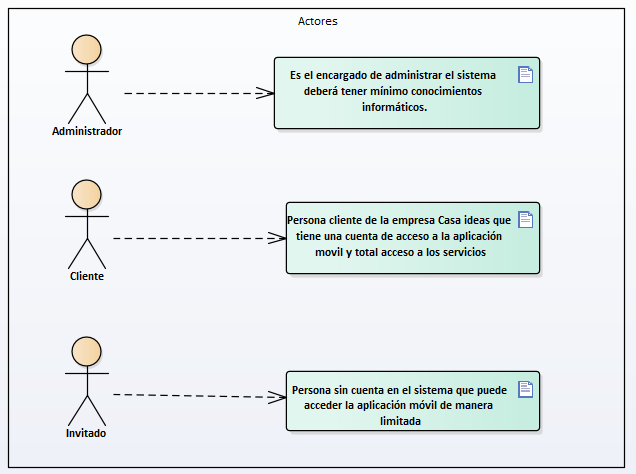 Actores
Es el encargado de administrar el sistema
deberá tener mínimo conocimientos
informáticos.
Administrador
Persona cliente de la empresa Casa ideas que
tiene una cuenta de acceso a la aplicación
movil y total acceso a los servicios
Cliente
Persona sin cuenta en el sistema que puede
acceder la aplicación móvil de manera
limitada
Invitado